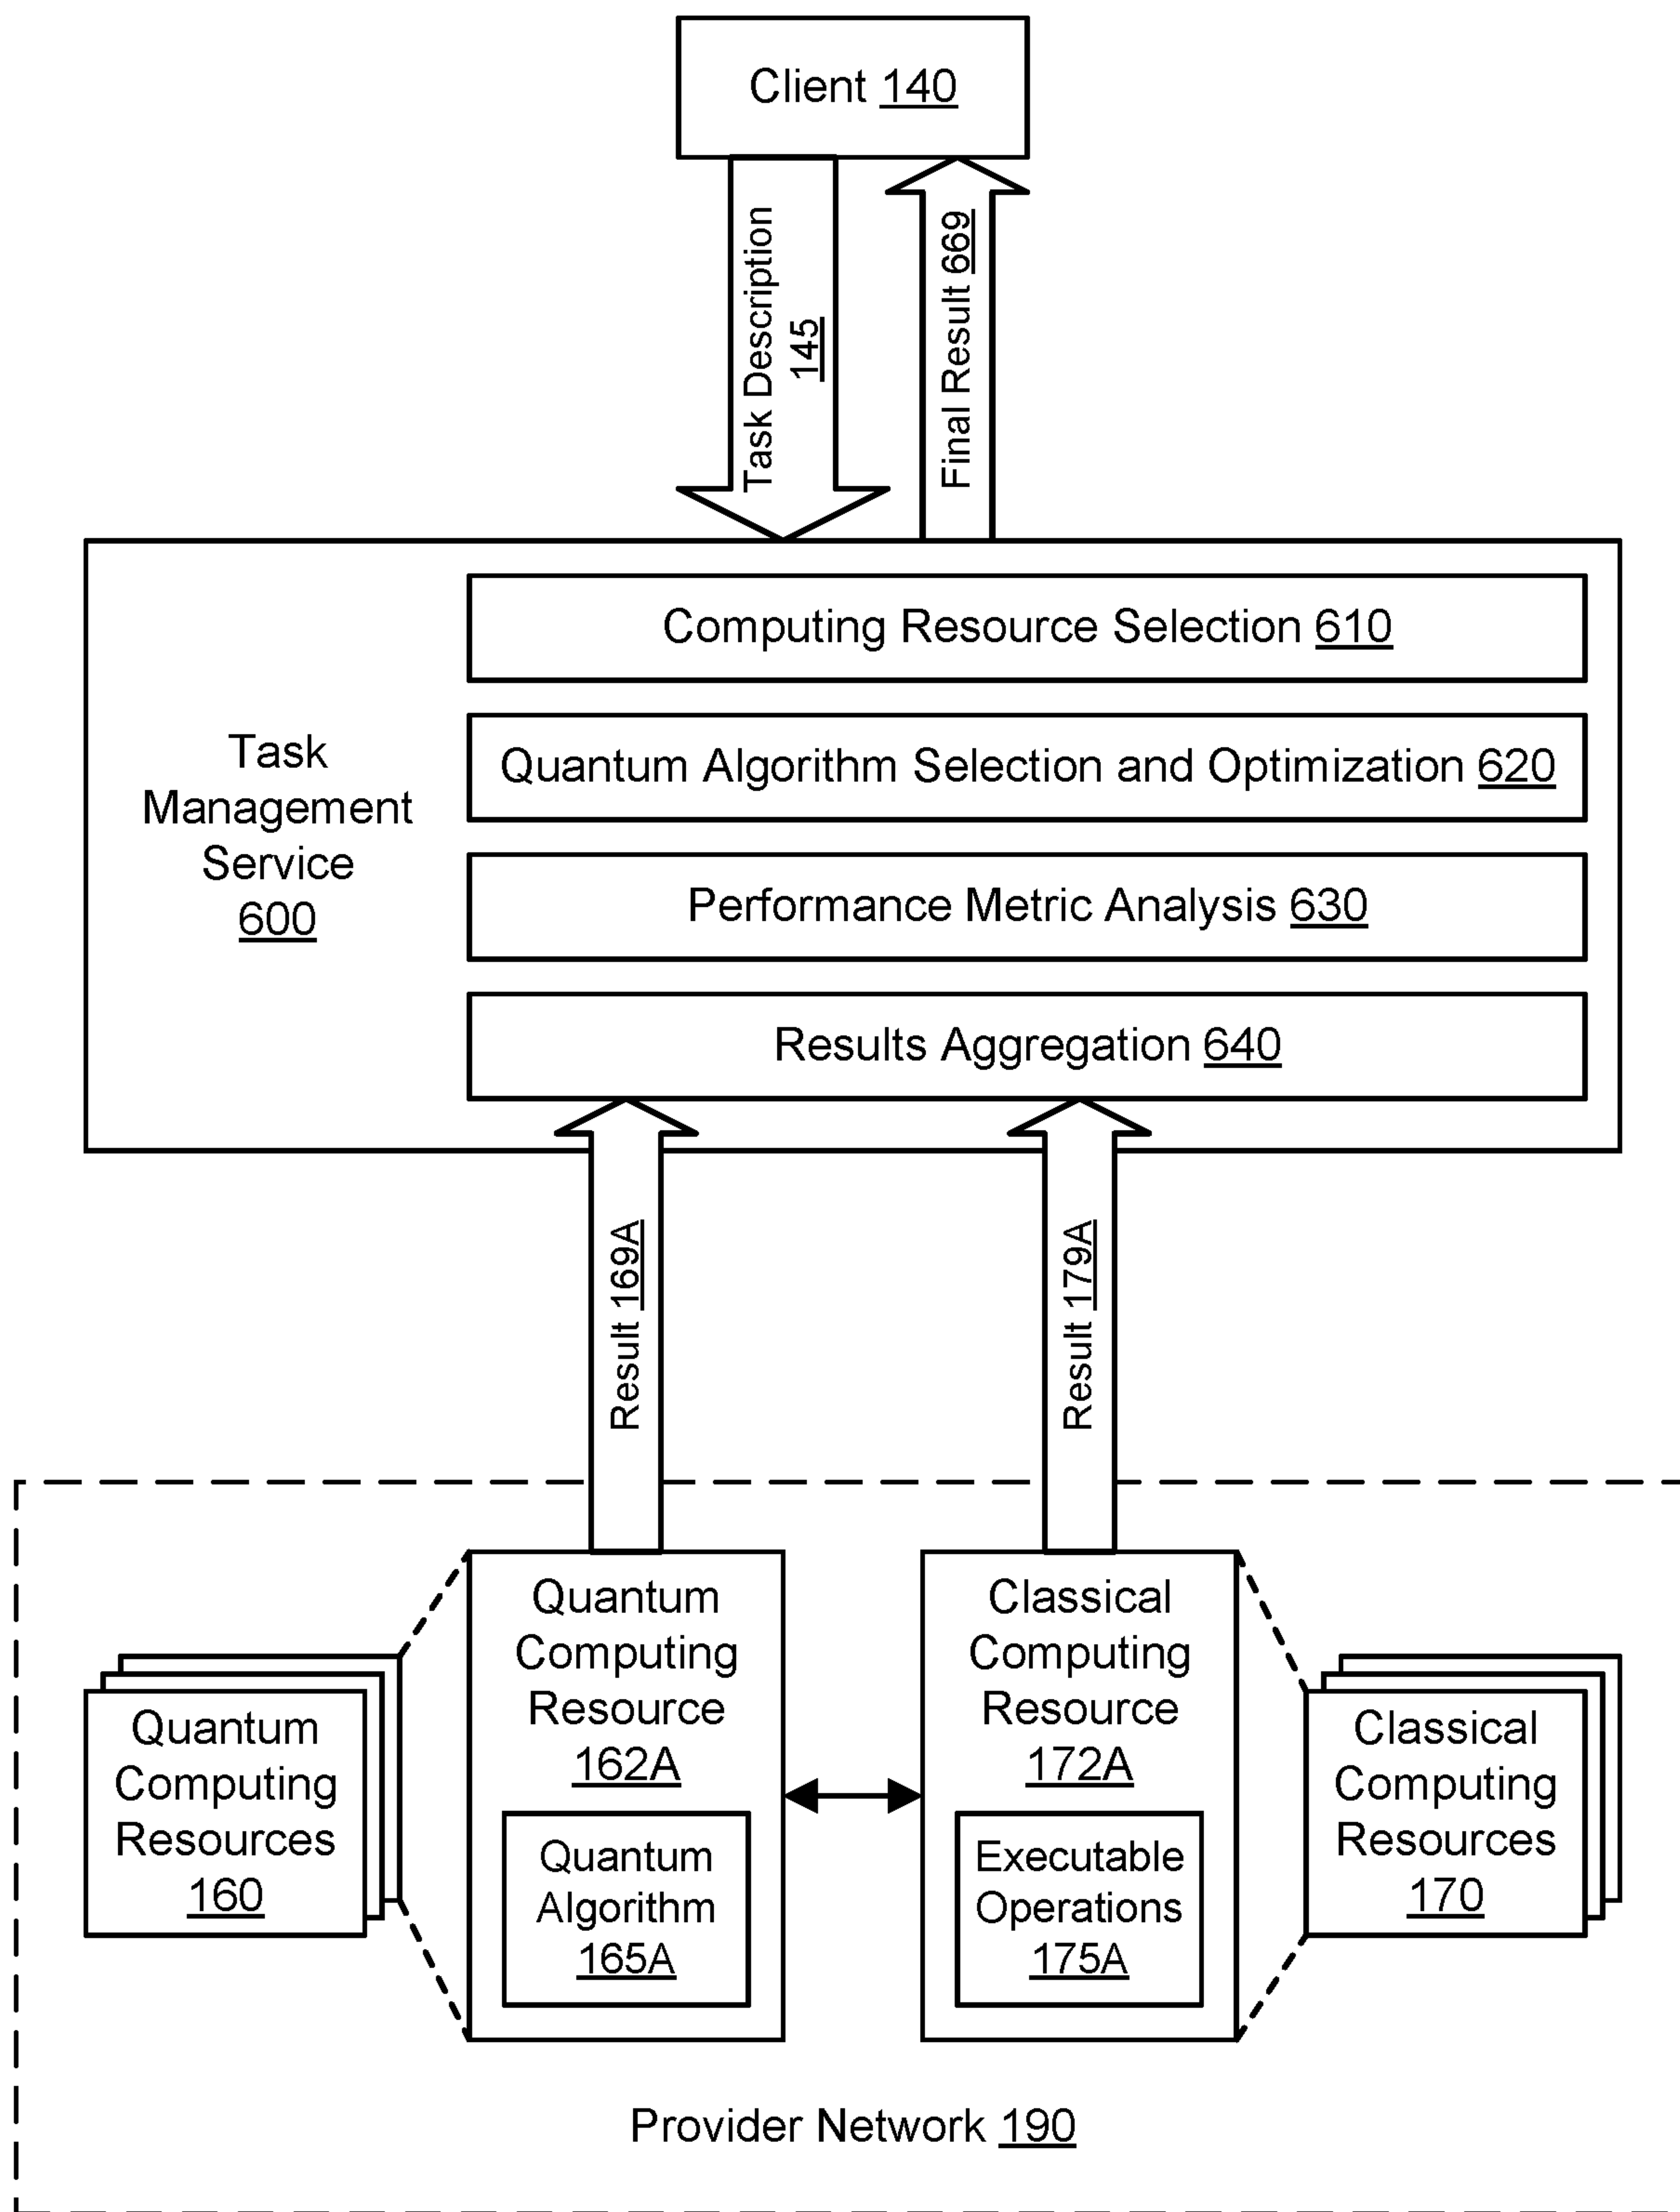 Client 140
Task Description
145
Final Result 669
Computing Resource Selection 610
Task
Management
Service
600
Quantum Algorithm Selection and Optimization 620
Performance Metric Analysis 630
Results Aggregation 640
Result 169A
Result 179A
Quantum
Computing
Resources
160
Quantum
Computing
Resource
162A
Quantum
Algorithm
165A
Classical
Computing
Resource
172A
Executable
Operations
175A
Classical
Computing
Resources
170
Provider Network 190